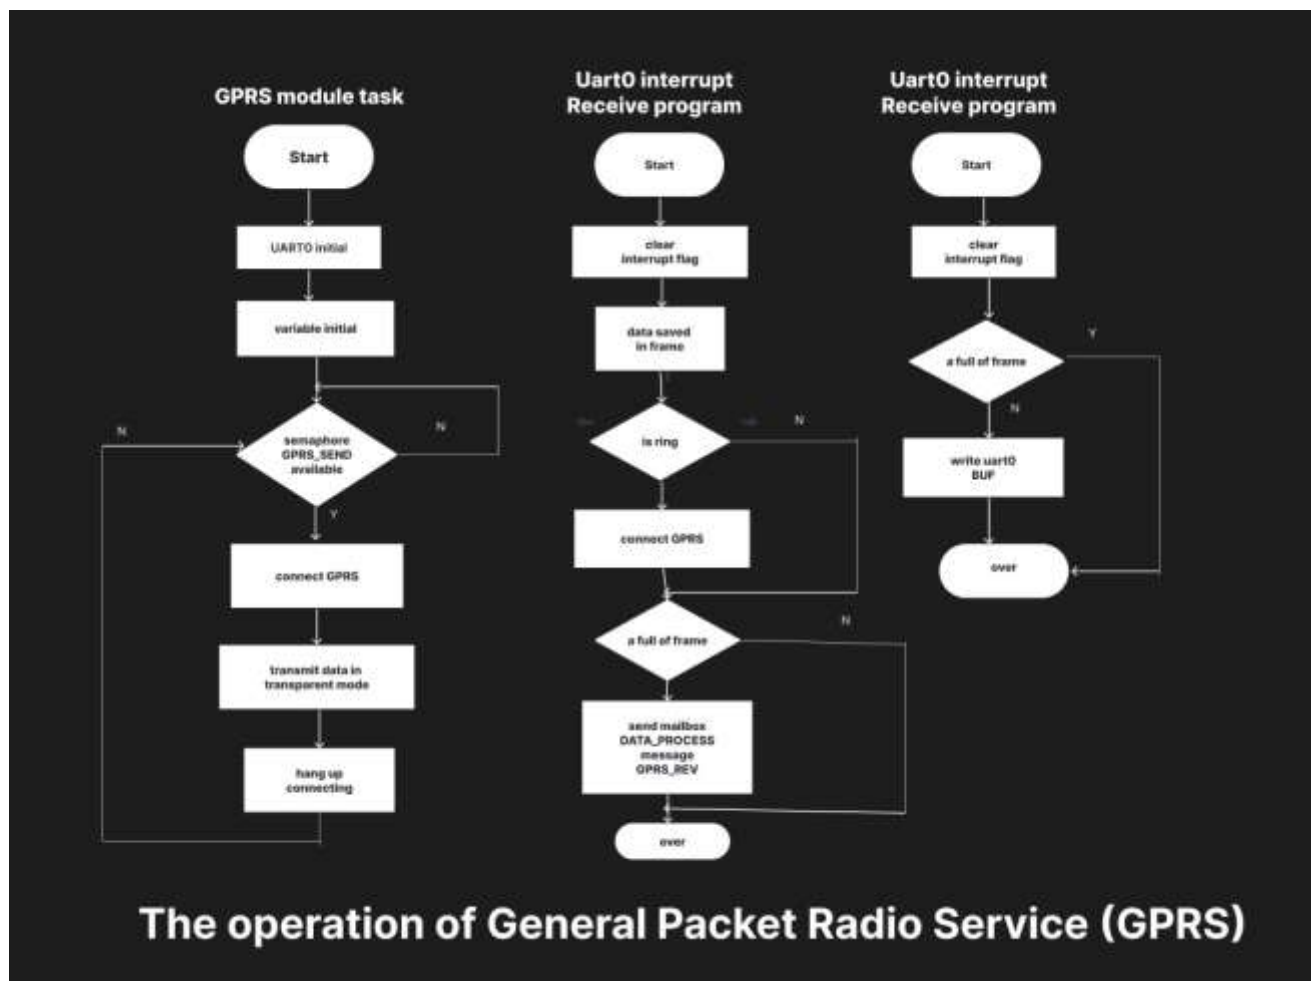 GPRS module task
Start
UART0 initial
variable initial
N
N
semaphore
GPRS_SEND
available
Y
connect GPRS
transmit data in
transparent mode
hang up
connecting
Uart0 interrupt
Receive program
Start
clear
interrupt flag
data saved
in frame
N
is ring
connect GPRS
N
a full of frame
send mailbox
DATA_PROCESS
message
GPRS_REV
over
Uart0 interrupt
Receive program
Start
clear
interrupt flag
Y
a full of frame
N
write uart0
BUF
over
The operation of General Packet Radio Service (GPRS)